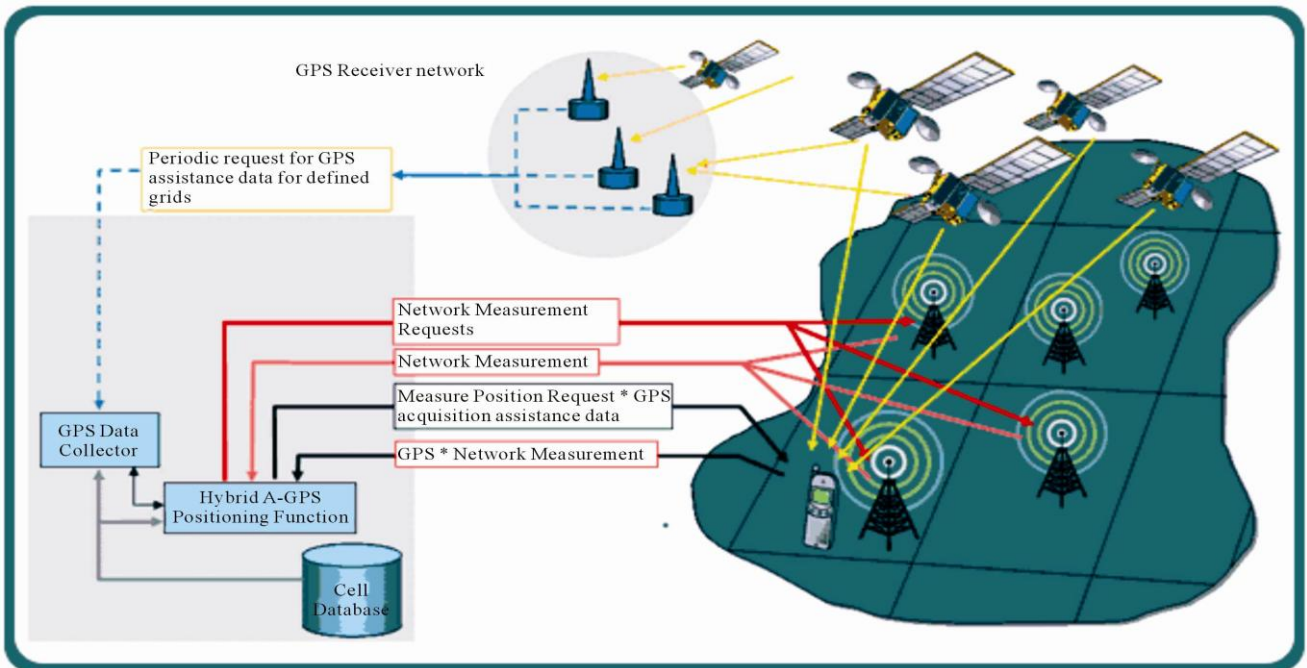 GPS Receiver network
Periodic request for GPS
assistance data for defined
grids
Network Measurement
Requests
Network Measurement
Measure Position Request * GPS
acquisition assistance data
GPS * Network Measurement
GPS Data
Collector
Hybrid A-GPS
Positioning Function
Cell
Database